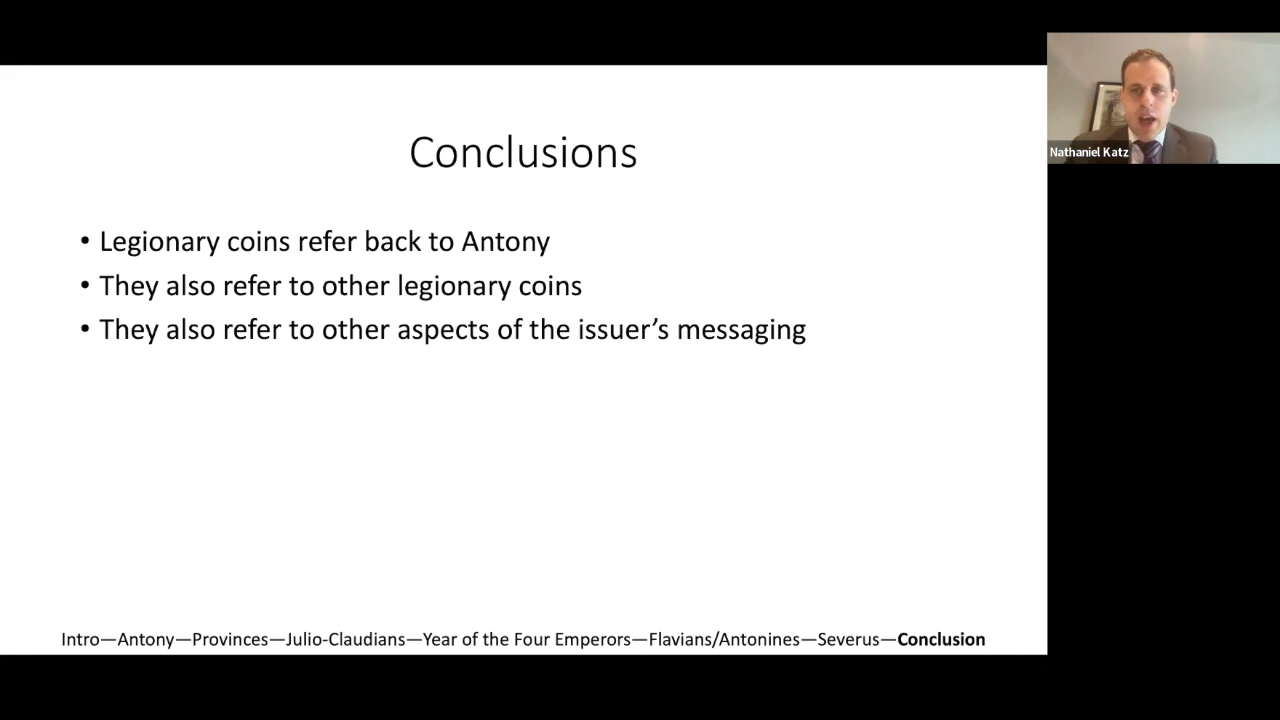 Conclusions
• Legionary coins refer back to Antony
• They also refer to other legionary coins
• They also refer to other aspects of the issuer’s messaging
Intro—Antony—Provinces—Julio-Claudians—Year of the Four Emperors—Flavians/Antonines—Severus—Conclusion
Nathaniel Katz